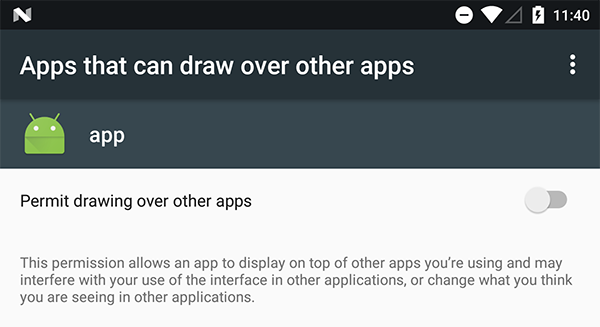 11:40
Apps that can draw over other apps
app
Permit drawing over other apps
This permission allows an app to display on top of other apps you’re using and may
interfere with your use of the interface in other applications, or change what you think
you are seeing in other applications.